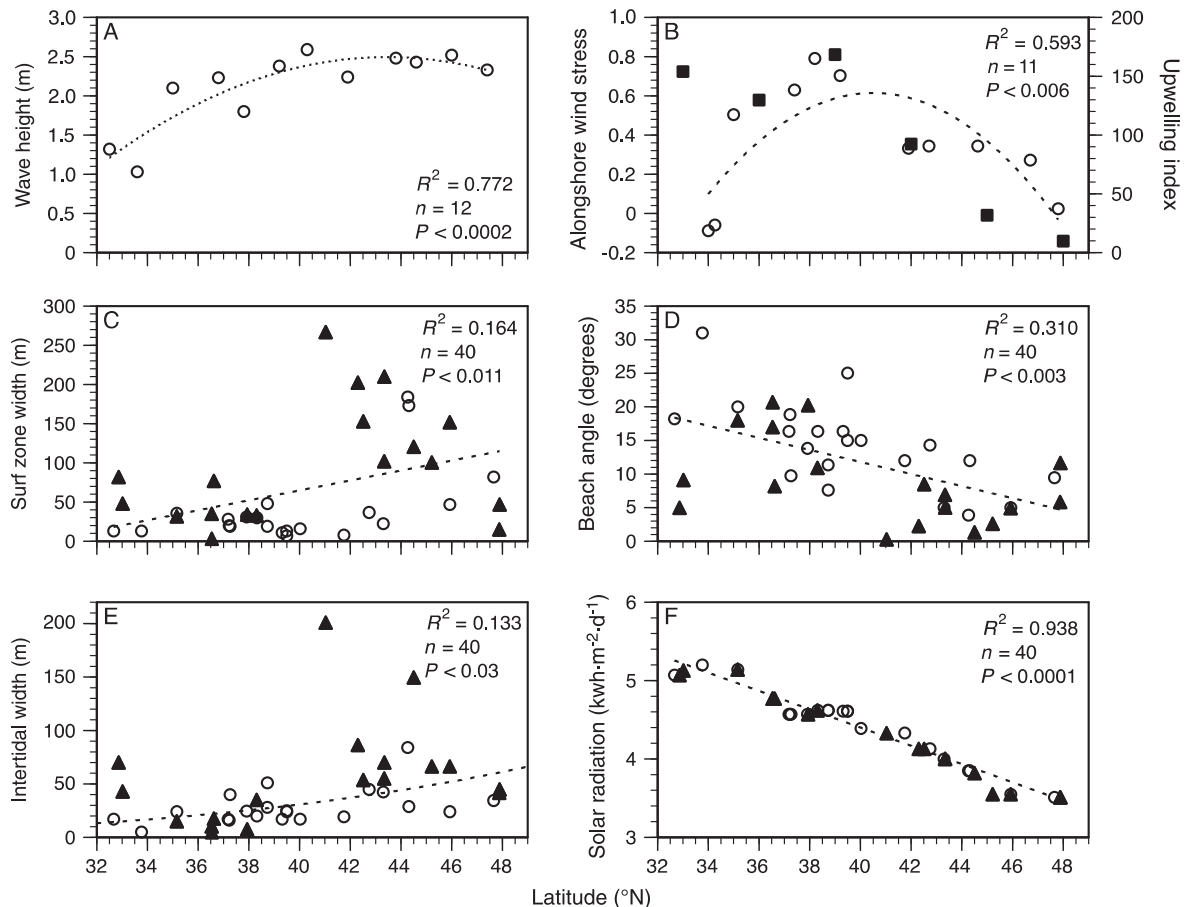 A
Wave height (m)
3.0
2.5
2.0
1.5
1.0
0.5
0
R² = 0.772
n = 12
P < 0.0002
B
Alongshore wind stress
1.0
0.8
0.6
0.4
0.2
0
-0.2
R² = 0.593
n = 11
P < 0.006
200
150
100
50
0
Upwelling index
C
Surf zone width (m)
300
250
200
150
100
50
0
R² = 0.164
n = 40
P < 0.011
D
Beach angle (degrees)
35
30
25
20
15
10
5
0
R² = 0.310
n = 40
P < 0.003
E
Intertidal width (m)
200
150
100
50
0
R² = 0.133
n = 40
P < 0.03
32 34 36 38 40 42 44 46 48
F
Solar radiation (kwh·m⁻²·d⁻¹)
6
5
4
3
R² = 0.938
n = 40
P < 0.0001
32 34 36 38 40 42 44 46 48
Latitude (°N)